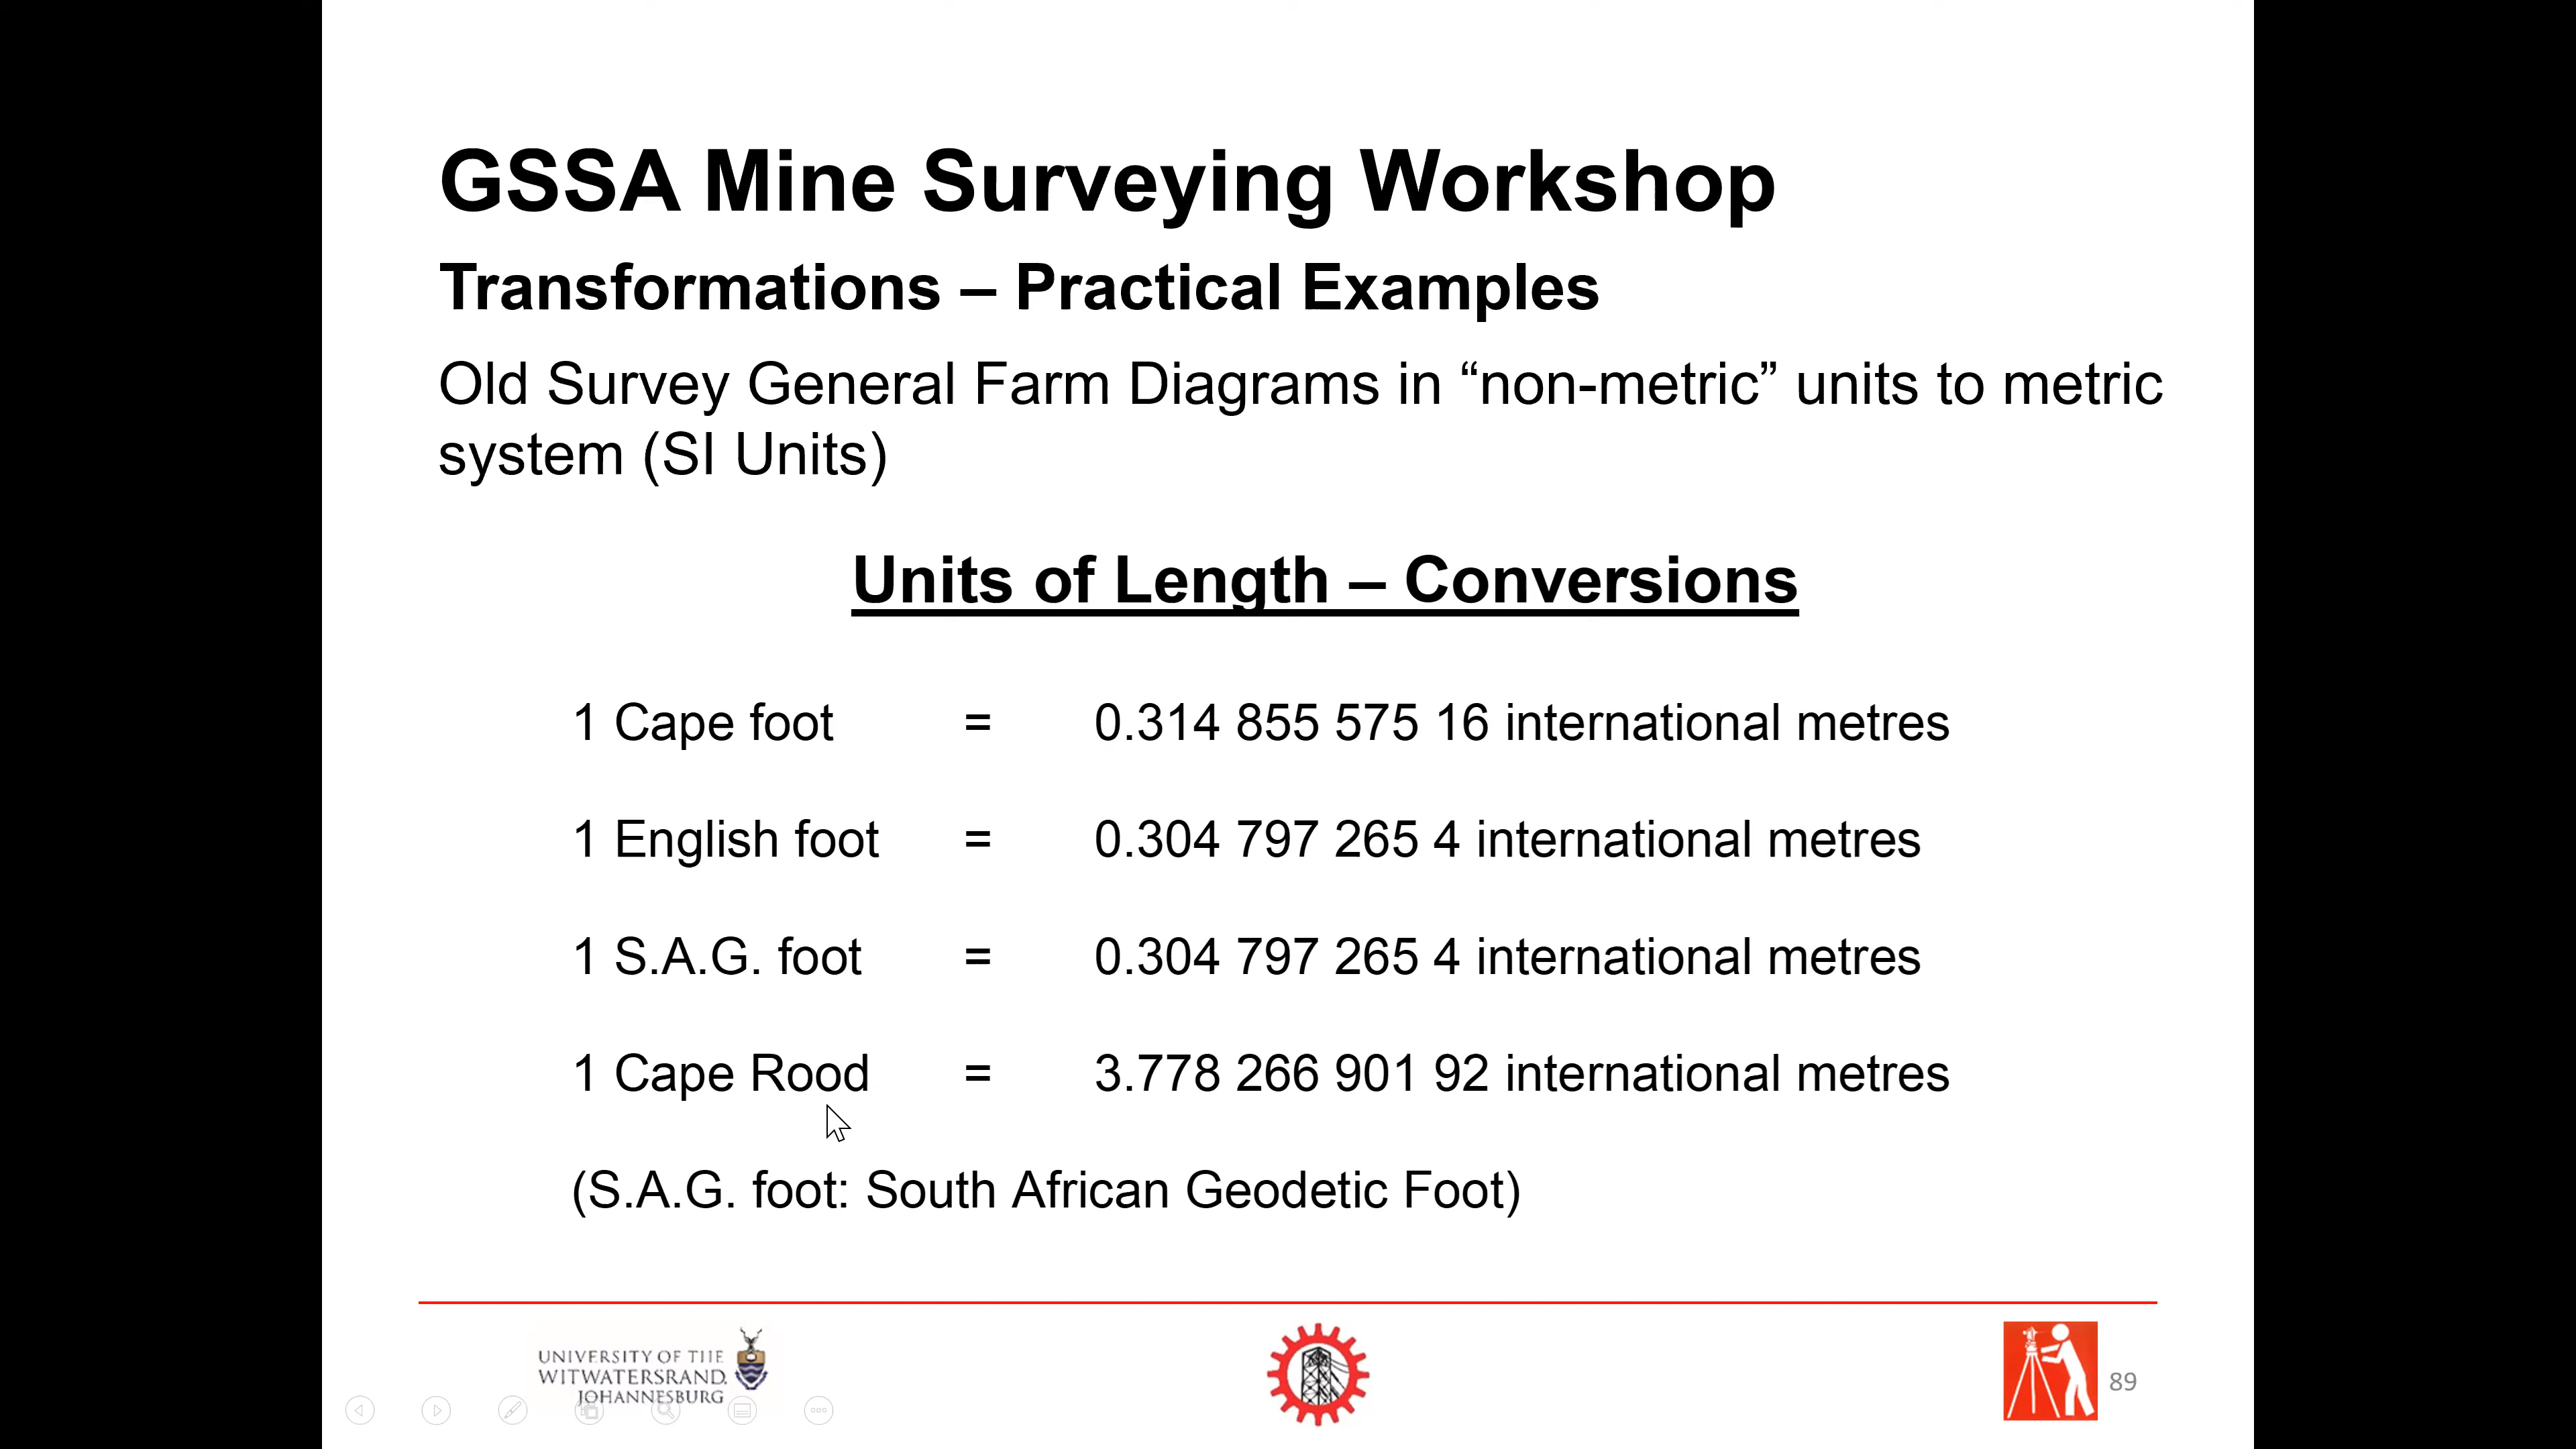 GSSA Mine Surveying Workshop
Transformations – Practical Examples
Old Survey General Farm Diagrams in “non-metric” units to metric
system (SI Units)
Units of Length – Conversions
1 Cape foot = 0.314 855 575 16 international metres
1 English foot = 0.304 797 265 4 international metres
1 S.A.G. foot = 0.304 797 265 4 international metres
1 Cape Rood = 3.778 266 901 92 international metres
(S.A.G. foot: South African Geodetic Foot)
UNIVERSITY OF THE
WITWATERSRAND,
JOHANNESBURG
89